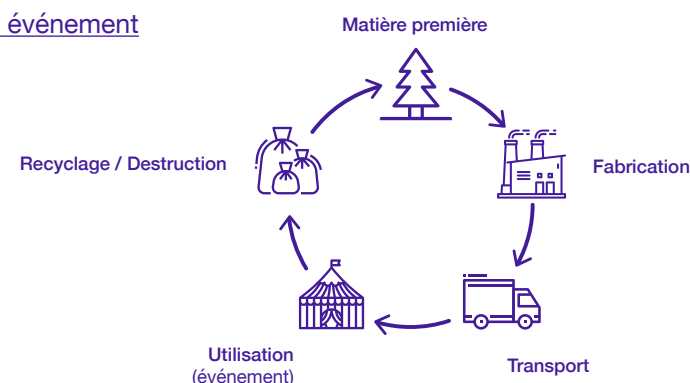 événement
Matière première
Recyclage / Destruction
Fabrication
Utilisation
(événement)
Transport